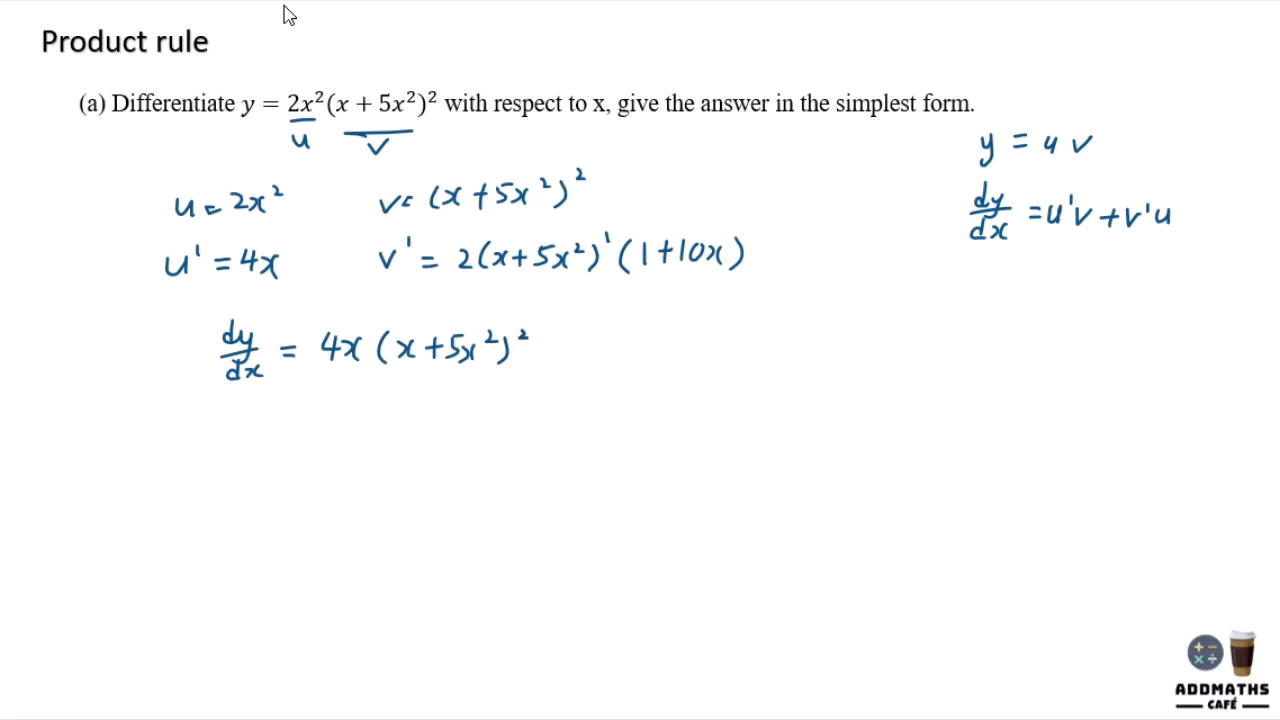 Product rule
(a) Differentiate y = 2x²(x + 5x²)² with respect to x, give the answer in the simplest form.
u v
y = uv
u = 2x² v = (x + 5x²)²
dy/dx = u'v + v'u
u' = 4x v' = 2(x + 5x²)¹(1 + 10x)
dy/dx = 4x(x + 5x²)²
+ −
× ÷
ADDMATHS
CAFÉ